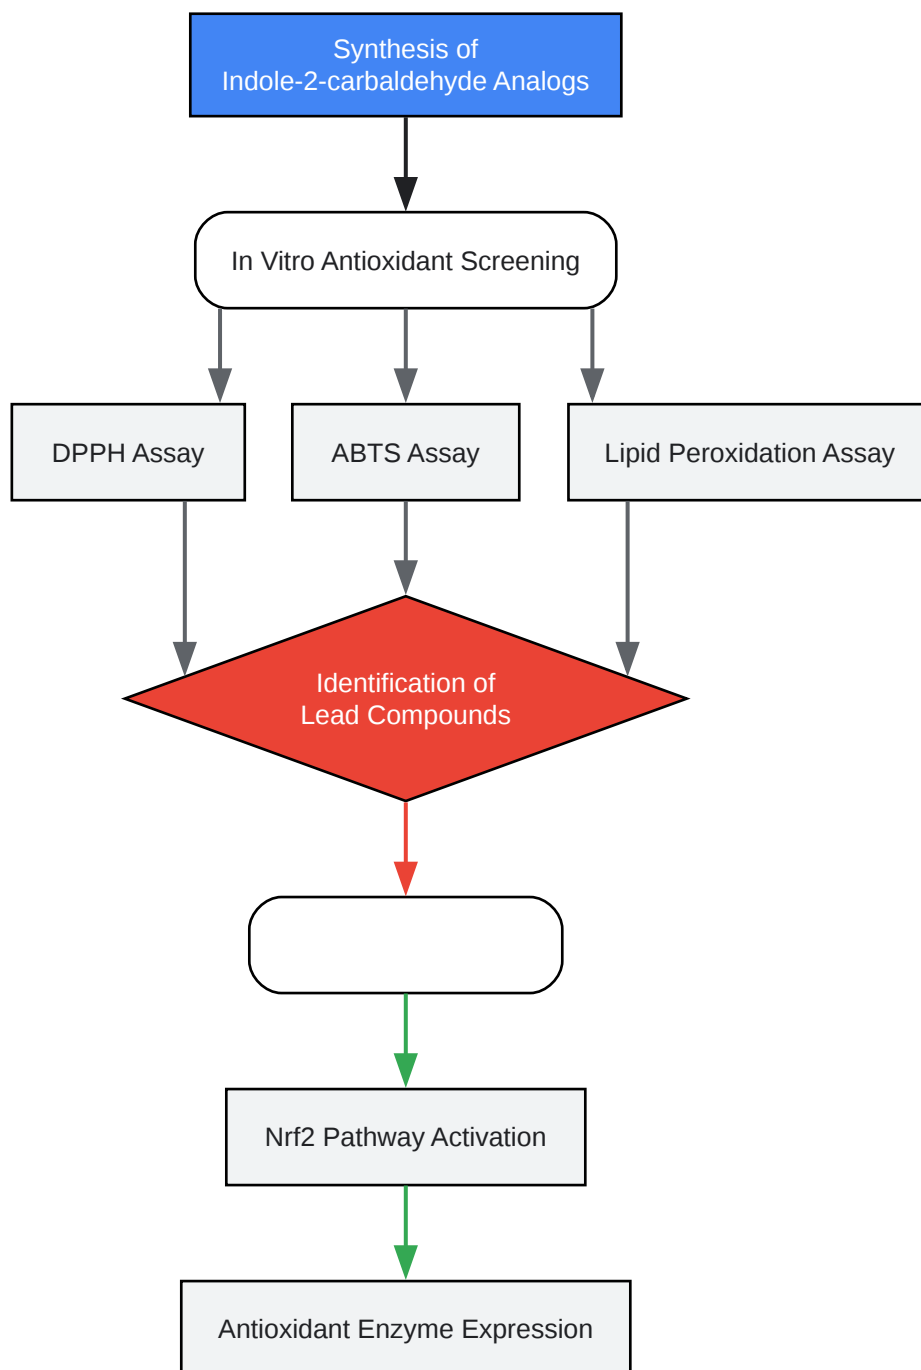 Synthesis of
Indole-2-carbaldehyde Analogs
In Vitro Antioxidant Screening
DPPH Assay
ABTS Assay
Lipid Peroxidation Assay
Identification of
Lead Compounds
Nrf2 Pathway Activation
Antioxidant Enzyme Expression